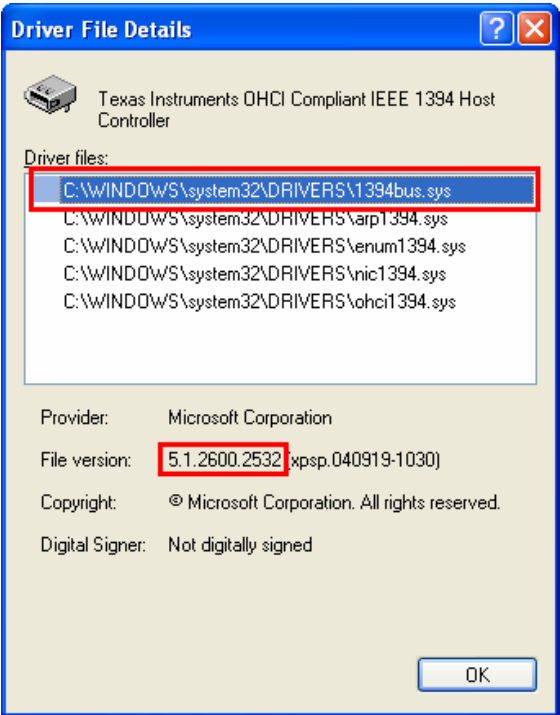 Driver File Details
Texas Instruments OHCI Compliant IEEE 1394 Host
Controller
Driver files:
C:\WINDOWS\system32\DRIVERS\1394bus.sys
C:\WINDOWS\system32\DRIVERS\arp1394.sys
C:\WINDOWS\system32\DRIVERS\enum1394.sys
C:\WINDOWS\system32\DRIVERS\nic1394.sys
C:\WINDOWS\system32\DRIVERS\ohci1394.sys
Provider: Microsoft Corporation
File version: 5.1.2600.2532 (xpsp.040919-1030)
Copyright: © Microsoft Corporation. All rights reserved.
Digital Signer: Not digitally signed
OK